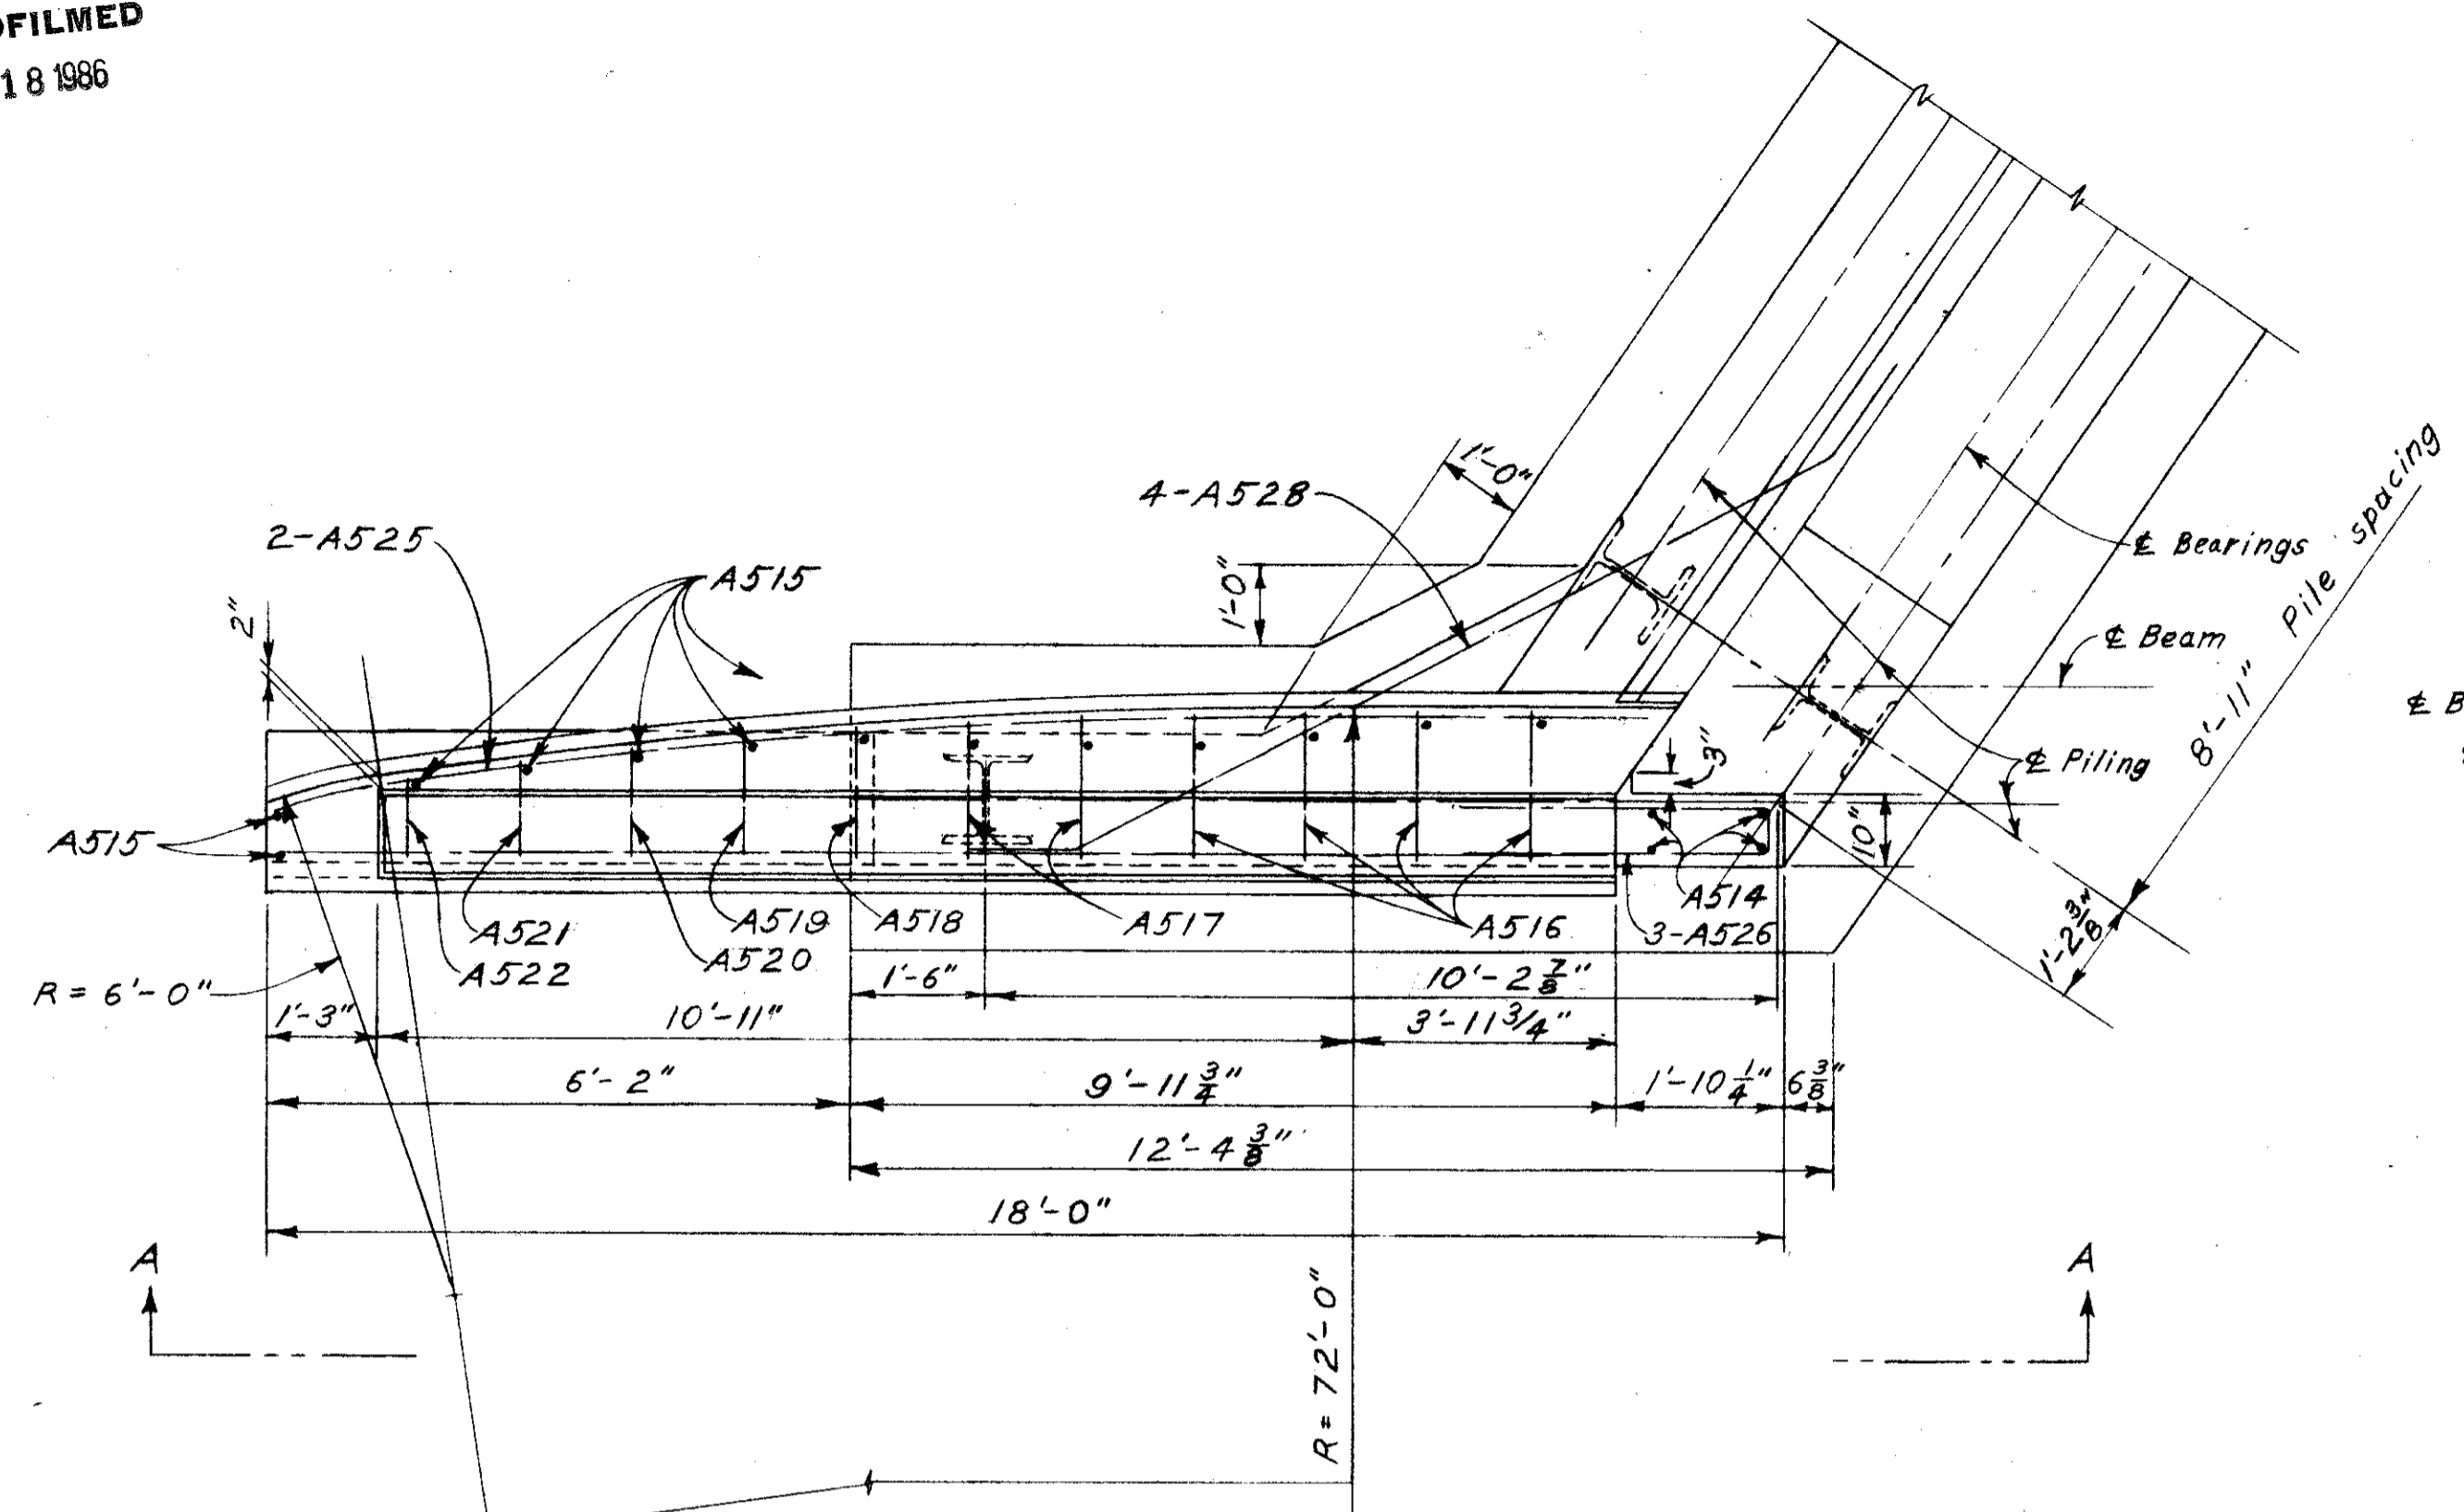 OFILMED
18 1986
1'-0"
4-A528
2-A525
A515
1'-0"
2"
℄ Bearings
Pile spacing
8'-11"
℄ Beam
℄ B
3"
℄ Piling
A515
10"
A514
A521
A519
A518
A517
A516
3-A526
A522
A520
1'-2 3/8"
R = 6'-0"
1'-6"
10'-2 7/8"
1'-3"
10'-11"
3'-11 3/4"
6'-2"
9'-11 3/4"
1'-10 1/4"
6 3/8"
12'-4 3/8"
18'-0"
A
A
R = 72'-0"